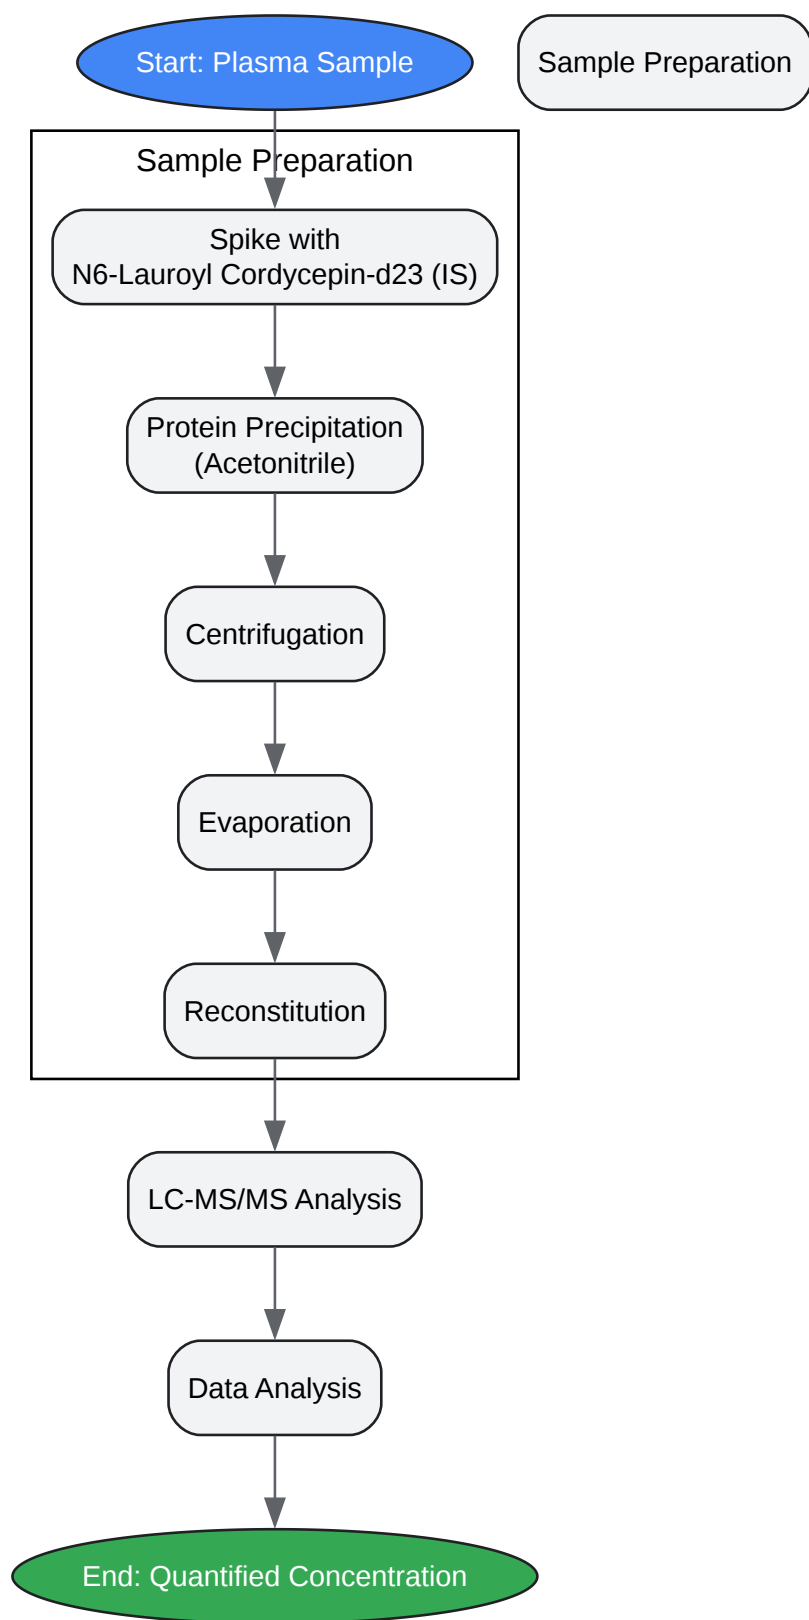 Start: Plasma Sample
Sample Preparation
Sample Preparation
Spike with
N6-Lauroyl Cordycepin-d23 (IS)
Protein Precipitation
(Acetonitrile)
Centrifugation
Evaporation
Reconstitution
LC-MS/MS Analysis
Data Analysis
End: Quantified Concentration